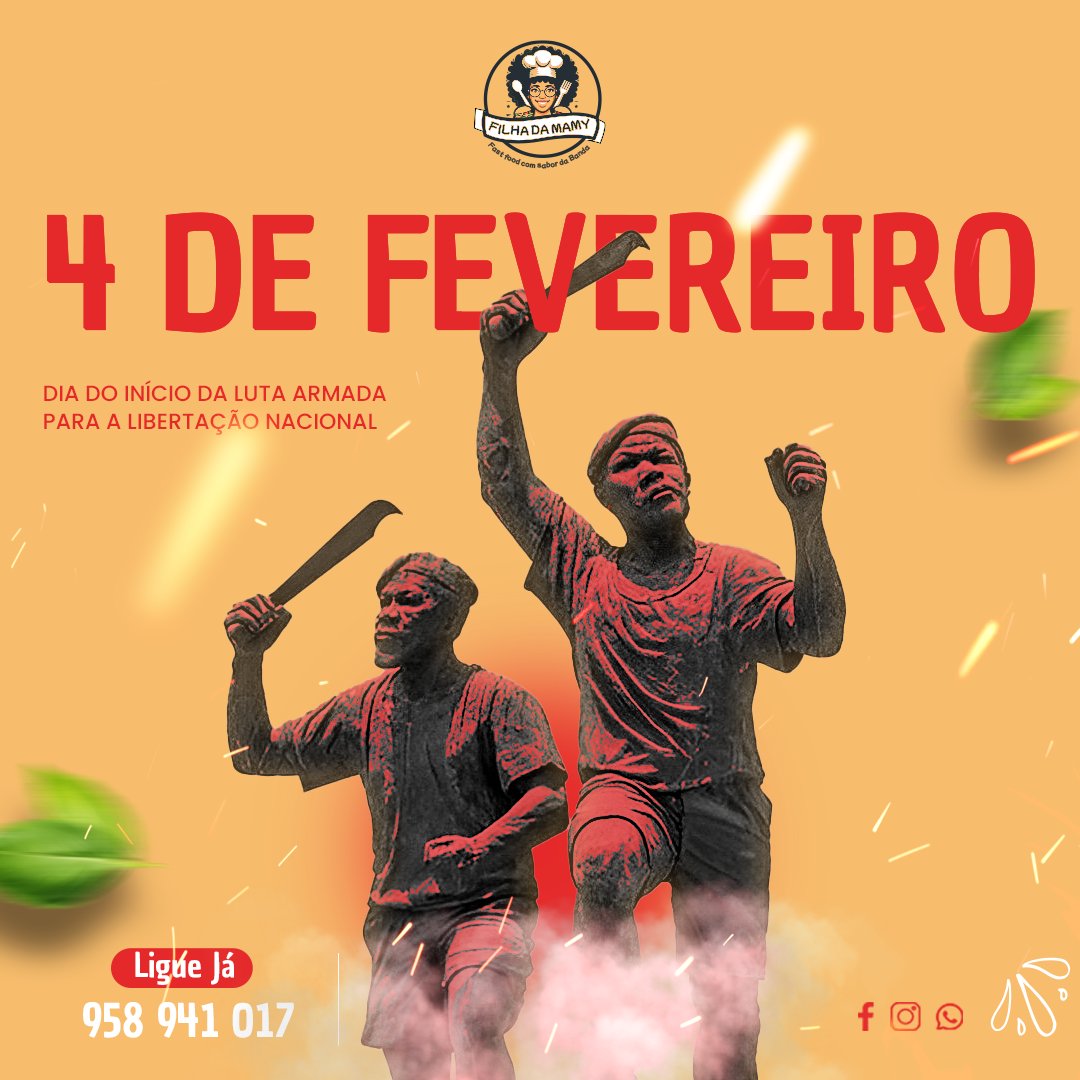 FILHA DA MAMY
Fast food com sabor da Banda
4 DE FEVEREIRO
DIA DO INÍCIO DA LUTA ARMADA
PARA A LIBERTAÇÃO NACIONAL
Ligue Já
958 941 017